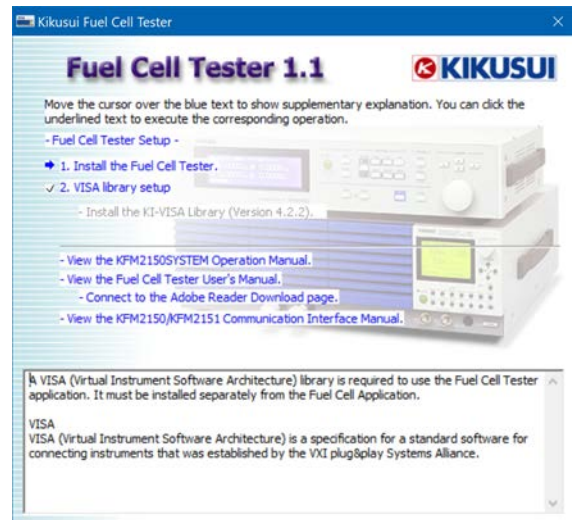 Kikusui Fuel Cell Tester
Fuel Cell Tester 1.1
KIKUSUI
Move the cursor over the blue text to show supplementary explanation. You can click the
underlined text to execute the corresponding operation.
- Fuel Cell Tester Setup -
1. Install the Fuel Cell Tester.
2. VISA library setup
- Install the KI-VISA Library (Version 4.2.2).
- View the KFM2150SYSTEM Operation Manual.
- View the Fuel Cell Tester User's Manual.
- Connect to the Adobe Reader Download page.
- View the KFM2150/KFM2151 Communication Interface Manual.
A VISA (Virtual Instrument Software Architecture) library is required to use the Fuel Cell Tester
application. It must be installed separately from the Fuel Cell Application.
VISA
VISA (Virtual Instrument Software Architecture) is a specification for a standard software for
connecting instruments that was established by the VXI plug&play Systems Alliance.